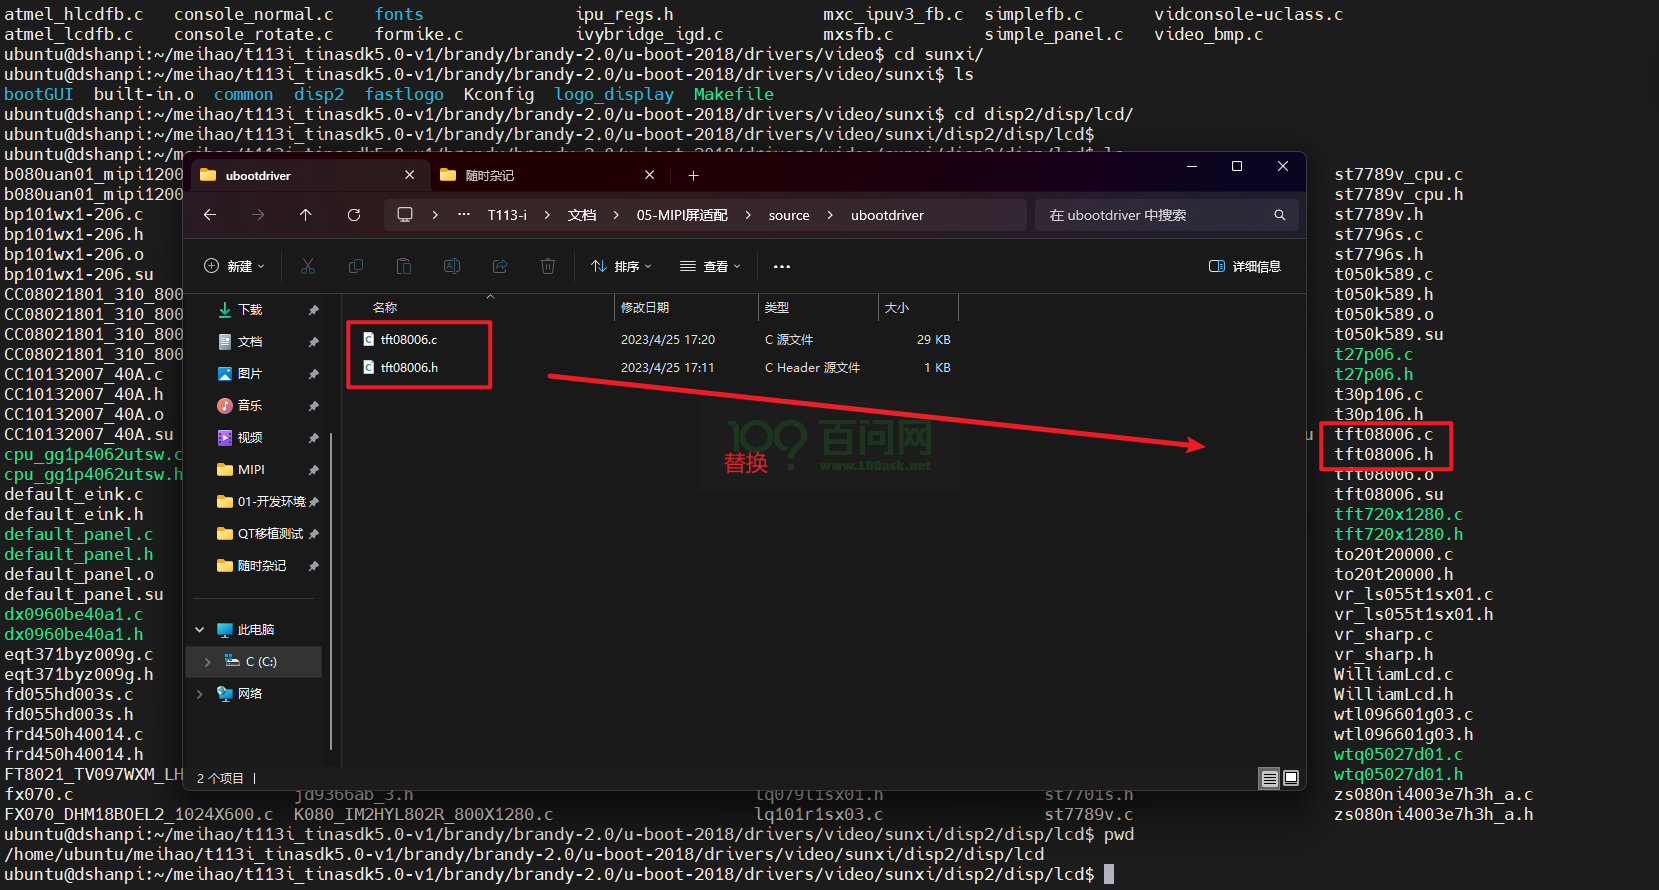 atmel_hlcdfb.c console_normal.c fonts ipu_regs.h mxc_ipuv3_fb.c simplefb.c vidconsole-uclass.c
atmel_lcdfb.c console_rotate.c formike.c ivybridge_igd.c mxsfb.c simple_panel.c video_bmp.c
ubuntu@dshanpi:~/meihao/t113i_tinasdk5.0-v1/brandy/brandy-2.0/u-boot-2018/drivers/video$ cd sunxi/
ubuntu@dshanpi:~/meihao/t113i_tinasdk5.0-v1/brandy/brandy-2.0/u-boot-2018/drivers/video/sunxi$ ls
bootGUI built-in.o common disp2 fastlogo Kconfig logo_display Makefile
ubuntu@dshanpi:~/meihao/t113i_tinasdk5.0-v1/brandy/brandy-2.0/u-boot-2018/drivers/video/sunxi$ cd disp2/disp/lcd/
ubuntu@dshanpi:~/meihao/t113i_tinasdk5.0-v1/brandy/brandy-2.0/u-boot-2018/drivers/video/sunxi/disp2/disp/lcd$
ubuntu@dshanpi:~/meihao/t113i_tinasdk5.0-v1/brandy/brandy-2.0/u-boot-2018/drivers/video/sunxi/disp2/disp/lcd$ ls
b080uan01_mipi1200
b080uan01_mipi1200
bp101wx1-206.c
bp101wx1-206.h
bp101wx1-206.o
bp101wx1-206.su
CC08021801_310_800
CC08021801_310_800
CC08021801_310_800
CC08021801_310_800
CC10132007_40A.c
CC10132007_40A.h
CC10132007_40A.o
CC10132007_40A.su
cpu_gg1p4062utsw.c
cpu_gg1p4062utsw.h
default_eink.c
default_eink.h
default_panel.c
default_panel.h
default_panel.o
default_panel.su
dx0960be40a1.c
dx0960be40a1.h
eqt371byz009g.c
eqt371byz009g.h
fd055hd003s.c
fd055hd003s.h
frd450h40014.c
frd450h40014.h
FT8021_TV097WXM_LH
ubootdriver
随时杂记
T113-i
文档
05-MIPI屏适配
source
ubootdriver
在 ubootdriver 中搜索
新建
排序
查看
详细信息
下载
文档
图片
音乐
视频
MIPI
01-开发环境
QT移植测试
随时杂记
此电脑
C (C:)
网络
名称 修改日期 类型 大小
tft08006.c 2023/4/25 17:20 C 源文件 29 KB
tft08006.h 2023/4/25 17:11 C Header 源文件 1 KB
100? 百问网
www.100ask.net
替换
2 个项目
st7789v_cpu.c
st7789v_cpu.h
st7789v.h
st7796s.c
st7796s.h
t050k589.c
t050k589.h
t050k589.o
t050k589.su
t27p06.c
t27p06.h
t30p106.c
t30p106.h
u tft08006.c
tft08006.h
tft08006.o
tft08006.su
tft720x1280.c
tft720x1280.h
to20t20000.c
to20t20000.h
vr_ls055t1sx01.c
vr_ls055t1sx01.h
vr_sharp.c
vr_sharp.h
WilliamLcd.c
WilliamLcd.h
wtl096601g03.c
wtl096601g03.h
wtq05027d01.c
wtq05027d01.h
fx070.c jd9366ab_3.h lq079l1sx01.h st7701s.h zs080ni4003e7h3h_a.c
FX070_DHM18BOEL2_1024X600.c K080_IM2HYL802R_800X1280.c lq101r1sx03.c st7789v.c zs080ni4003e7h3h_a.h
ubuntu@dshanpi:~/meihao/t113i_tinasdk5.0-v1/brandy/brandy-2.0/u-boot-2018/drivers/video/sunxi/disp2/disp/lcd$ pwd
/home/ubuntu/meihao/t113i_tinasdk5.0-v1/brandy/brandy-2.0/u-boot-2018/drivers/video/sunxi/disp2/disp/lcd
ubuntu@dshanpi:~/meihao/t113i_tinasdk5.0-v1/brandy/brandy-2.0/u-boot-2018/drivers/video/sunxi/disp2/disp/lcd$